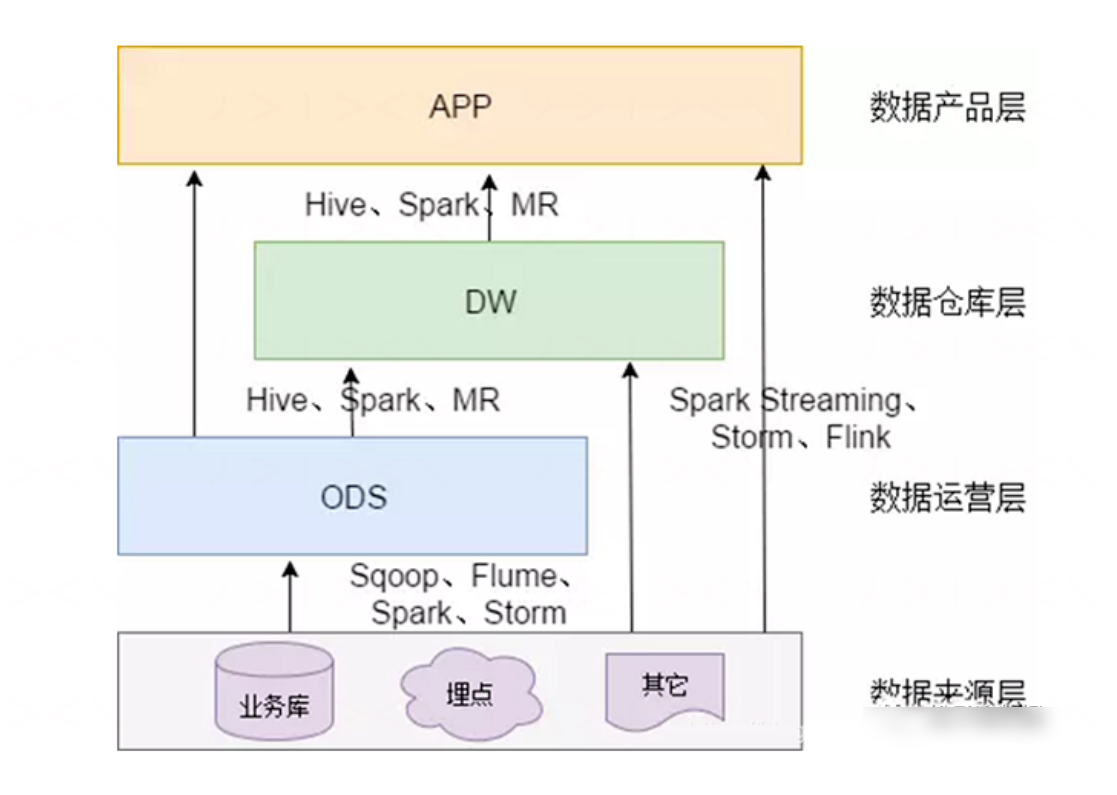 APP
数据产品层
Hive、Spark、MR
DW
数据仓库层
Hive、Spark、MR
Spark Streaming、
Storm、Flink
ODS
数据运营层
Sqoop、Flume、
Spark、Storm
业务库
埋点
其它
数据来源层